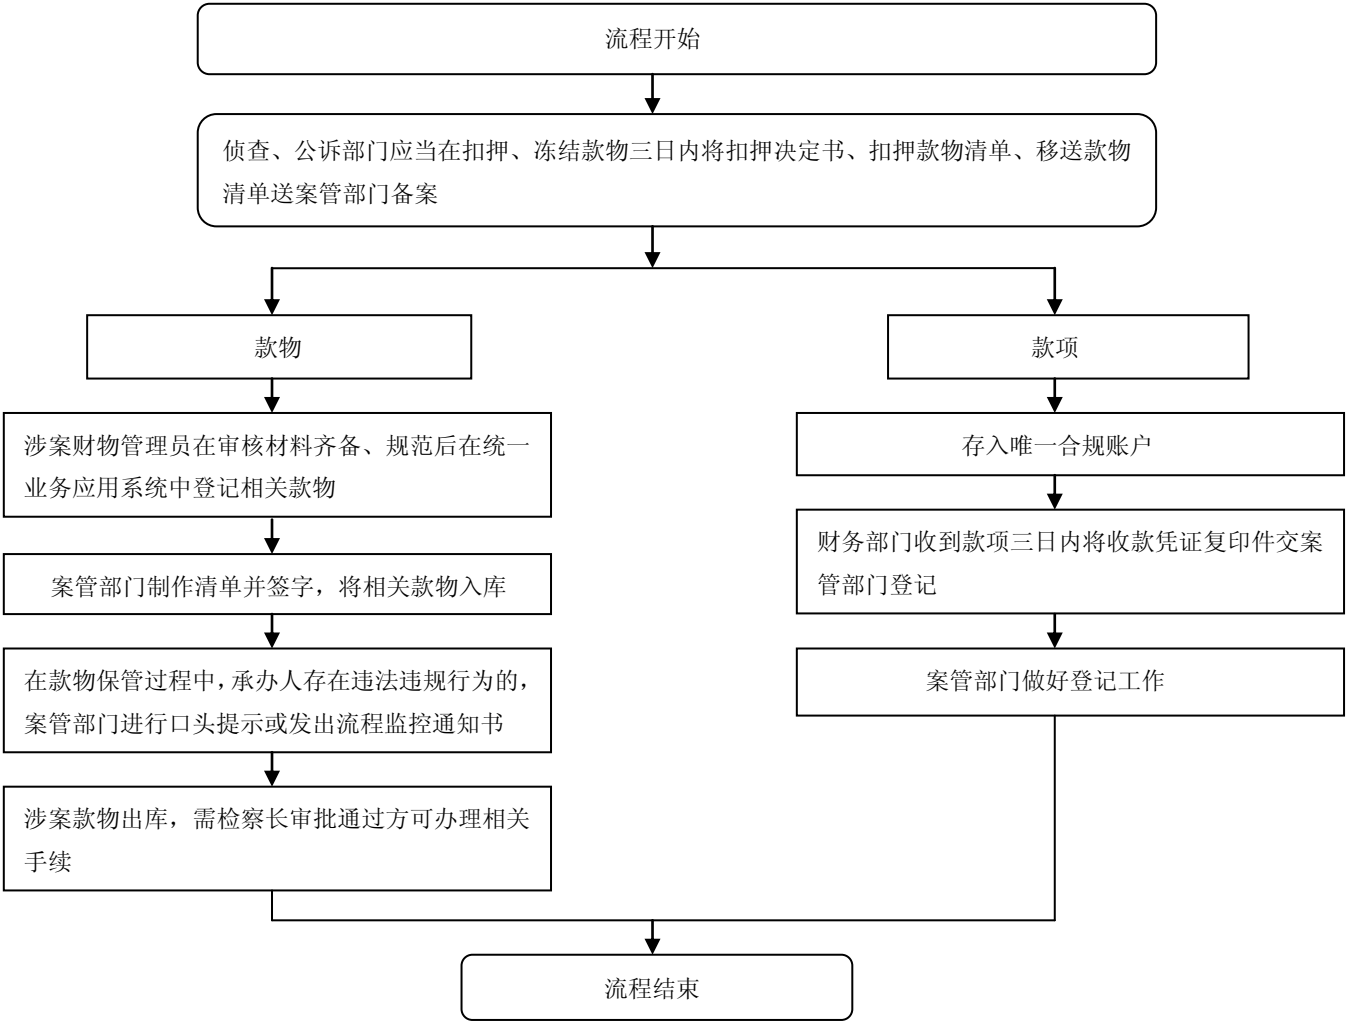 流程开始
侦查、公诉部门应当在扣押、冻结款物三日内将扣押决定书、扣押款物清单、移送款物
清单送案管部门备案
款物
涉案财物管理员在审核材料齐备、规范后在统一
业务应用系统中登记相关款物
案管部门制作清单并签字，将相关款物入库
在款物保管过程中，承办人存在违法违规行为的，
案管部门进行口头提示或发出流程监控通知书
涉案款物出库，需检察长审批通过方可办理相关
手续
款项
存入唯一合规账户
财务部门收到款项三日内将收款凭证复印件交案
管部门登记
案管部门做好登记工作
流程结束